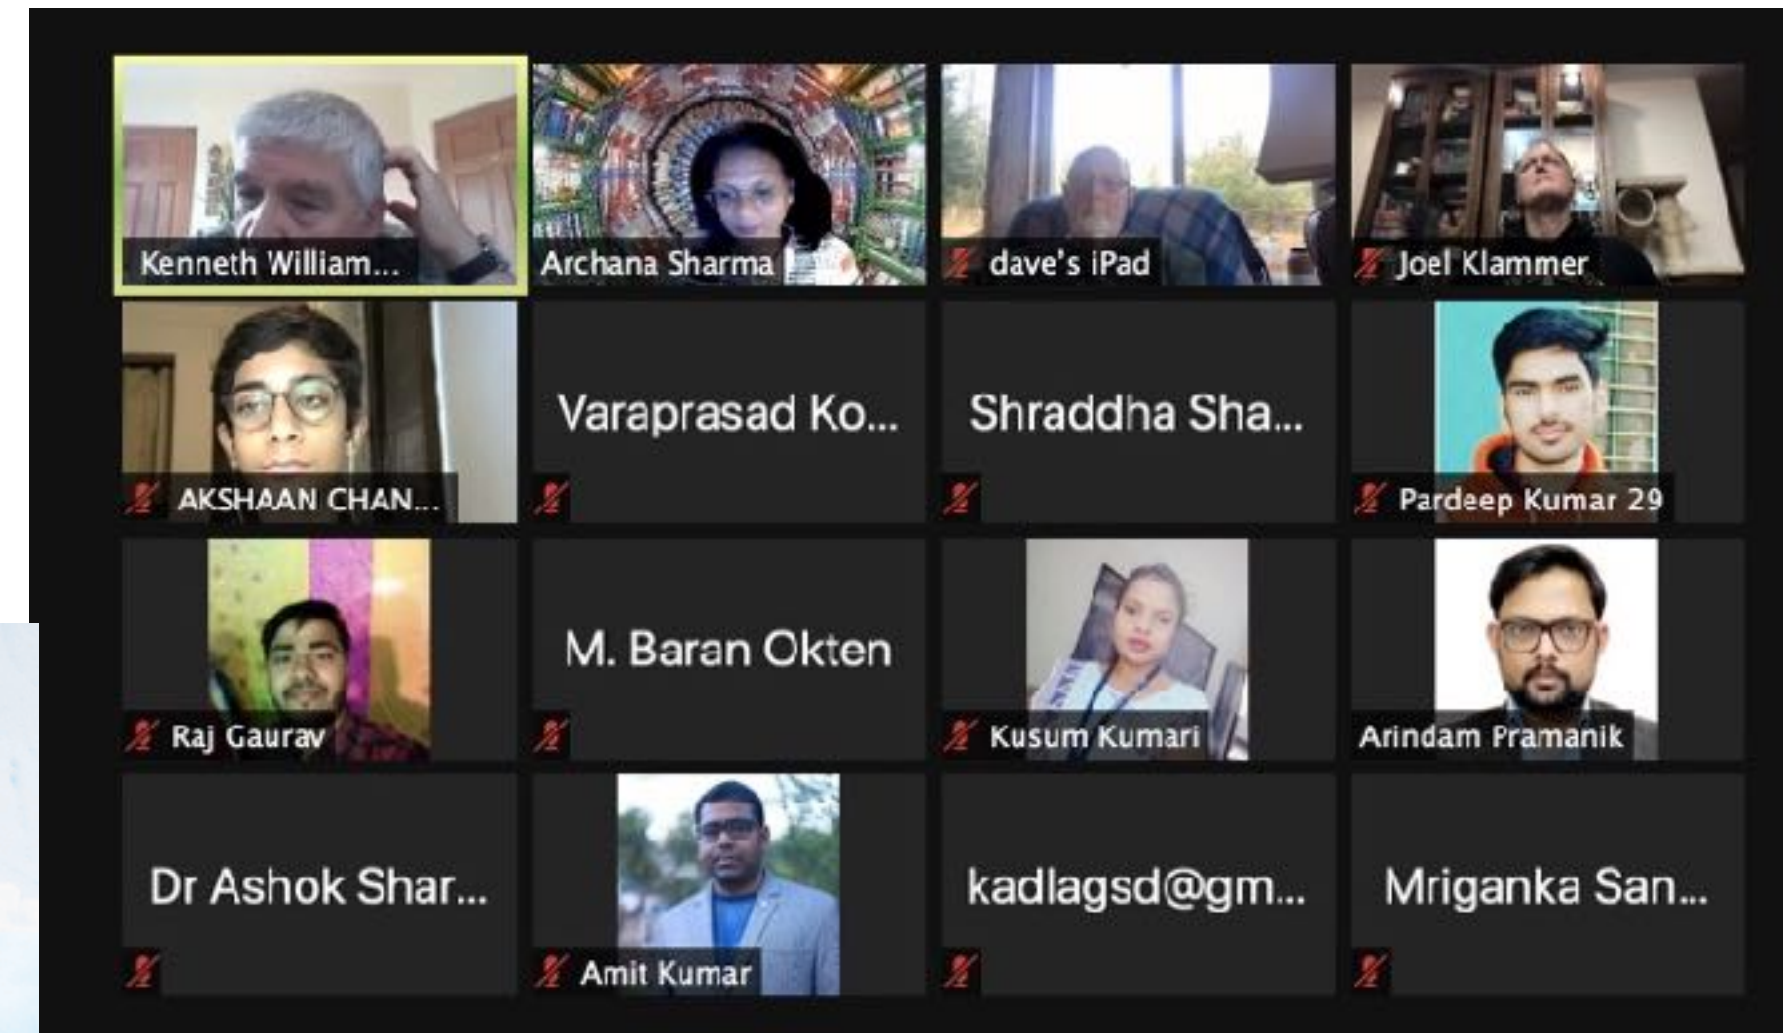 Kenneth William...
Archana Sharma
dave's iPad
Joel Klammer
AKSHAAN CHAN...
Varaprasad Ko...
Shraddha Sha...
Pardeep Kumar 29
Raj Gaurav
M. Baran Okten
Kusum Kumari
Arindam Pramanik
Dr Ashok Shar...
Amit Kumar
kadlagsd@gm...
Mriganka San...